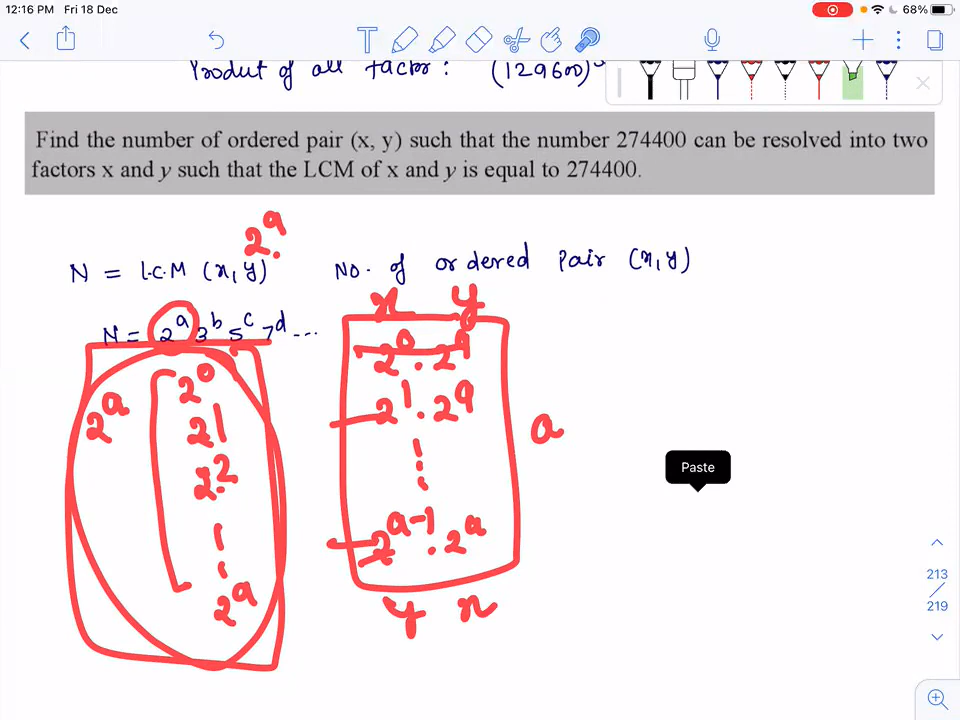 12:16 PM Fri 18 Dec
68%
Product of all factor : (129600)
Find the number of ordered pair (x, y) such that the number 274400 can be resolved into two
factors x and y such that the LCM of x and y is equal to 274400.
2^a
N = L.C.M (x, y)
No. of ordered pair (x, y)
N = 2^a 3^b 5^c 7^d ...
x y
2^0 . 2^a
2^1 . 2^a
2^(a-1) . 2^a
y x
a
2^a
2^0
2^1
2^2
2^a
Paste
213
219